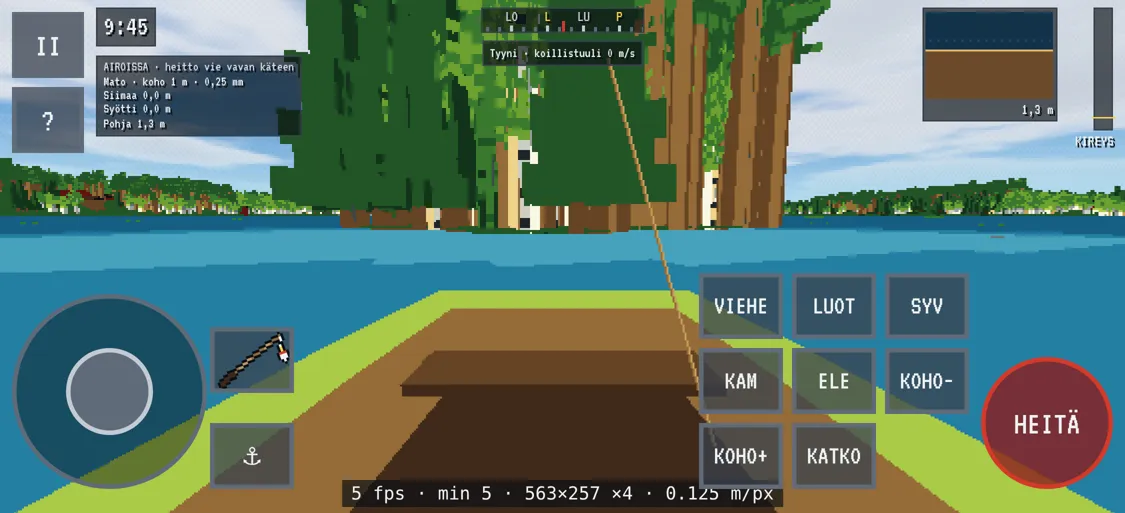 II
9:45
?
AIROISSA · heitto vie vavan käteen
Mato · koho 1 m · 0,25 mm
Siimaa 0,0 m
Syötti 0,0 m
Pohja 1,3 m
LO L LU P
Tyyni · koillistuuli 0 m/s
1,3 m
KIREYS
VIEHE LUOT SYV
KAM ELE KOHO-
KOHO+ KATKO
HEITÄ
5 fps · min 5 · 563×257 ×4 · 0.125 m/px